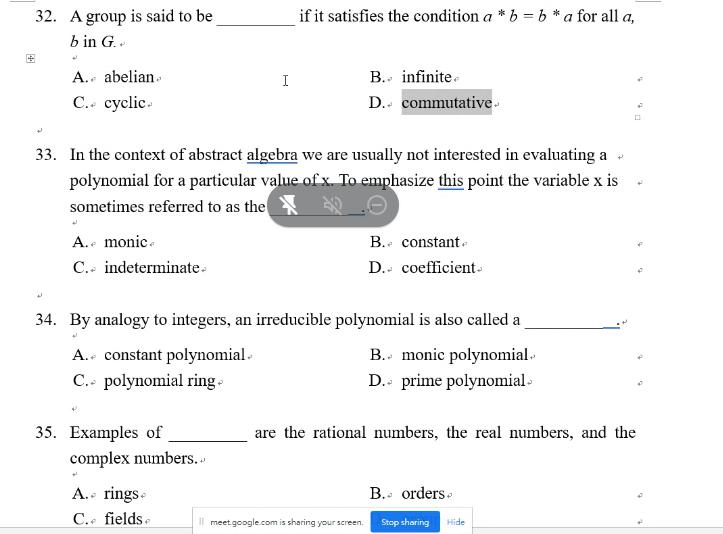 32. A group is said to be _________ if it satisfies the condition a * b = b * a for all a,
b in G.
A. abelian B. infinite
C. cyclic D. commutative
33. In the context of abstract algebra we are usually not interested in evaluating a
polynomial for a particular value of x. To emphasize this point the variable x is
sometimes referred to as the _________.
A. monic B. constant
C. indeterminate D. coefficient
34. By analogy to integers, an irreducible polynomial is also called a _________.
A. constant polynomial B. monic polynomial
C. polynomial ring D. prime polynomial
35. Examples of _________ are the rational numbers, the real numbers, and the
complex numbers.
A. rings B. orders
C. fields
meet.google.com is sharing your screen. Stop sharing Hide